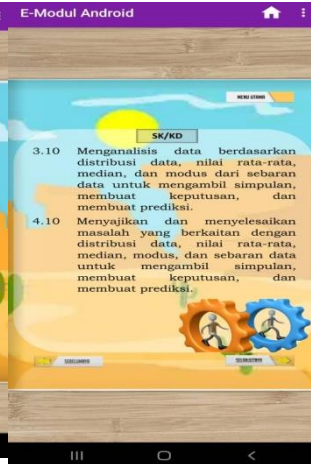 E-Modul Android
MENU UTAMA
SK/KD
3.10 Menganalisis data berdasarkan
distribusi data, nilai rata-rata,
median, dan modus dari sebaran
data untuk mengambil simpulan,
membuat keputusan, dan
membuat prediksi.
4.10 Menyajikan dan menyelesaikan
masalah yang berkaitan dengan
distribusi data, nilai rata-rata,
median, modus, dan sebaran data
untuk mengambil simpulan,
membuat keputusan, dan
membuat prediksi.
SEBELUMNYA
SELANJUTNYA